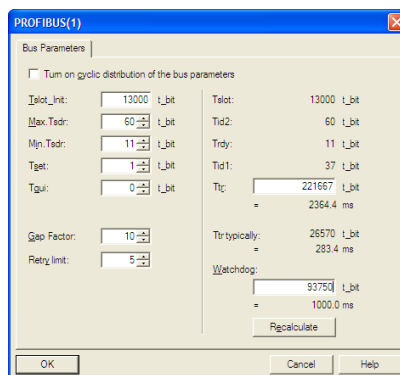 PROFIBUS(1)
Bus Parameters
Turn on cyclic distribution of the bus parameters
Tslot_Init: 13000 t_bit Tslot: 13000 t_bit
Max.Tsdr: 60 t_bit Tid2: 60 t_bit
Min.Tsdr: 11 t_bit Trdy: 11 t_bit
Tset: 1 t_bit Tid1: 37 t_bit
Tqui: 0 t_bit Ttr: 221667 t_bit
= 2364.4 ms
Gap Factor: 10 Ttr typically: 26570 t_bit
= 283.4 ms
Retry limit: 5 Watchdog:
93750 t_bit
= 1000.0 ms
Recalculate
OK Cancel Help